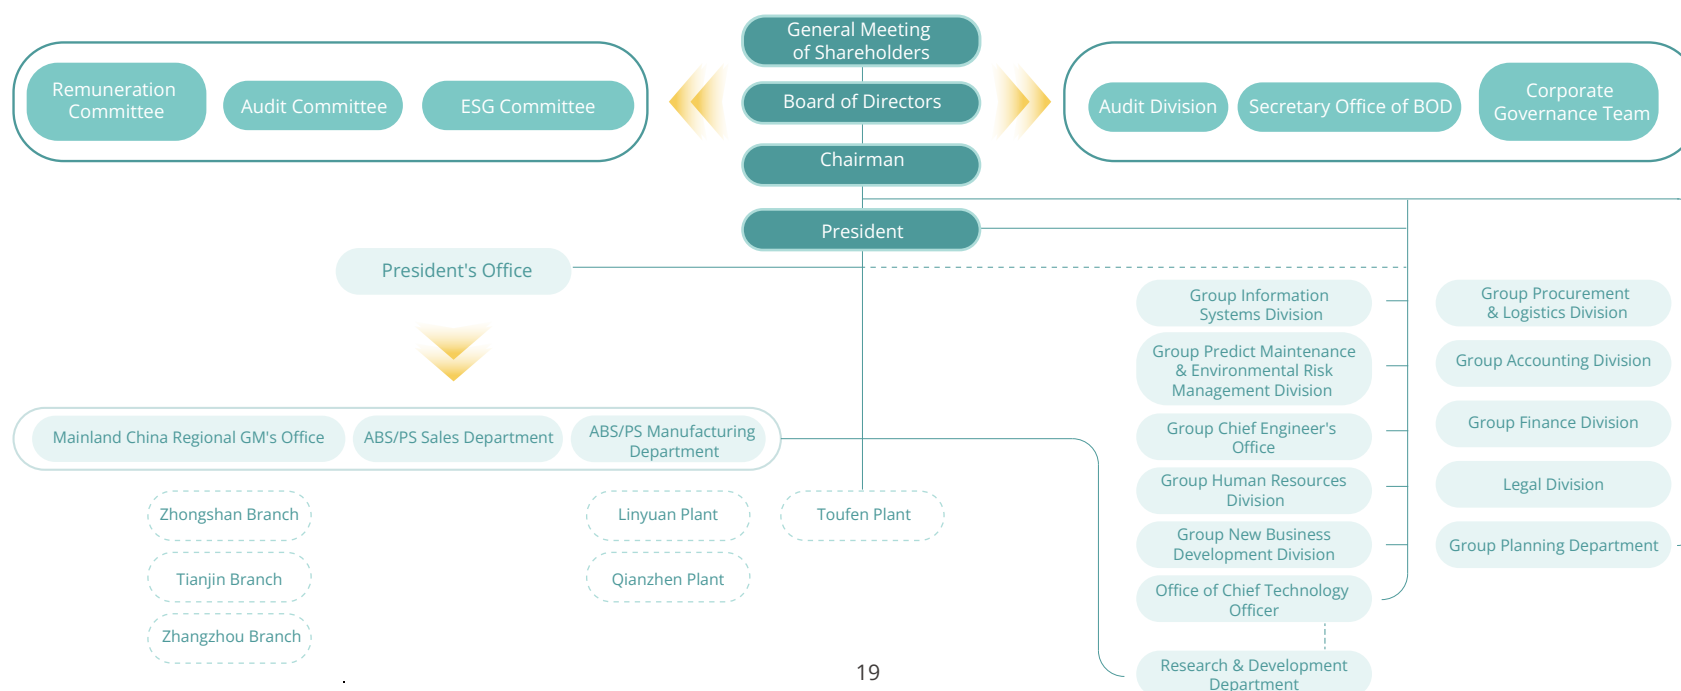 General Meeting
of Shareholders
Remuneration
Committee
Audit Committee
ESG Committee
Board of Directors
Audit Division
Secretary Office of BOD
Corporate
Governance Team
Chairman
President
President's Office
Group Information
Systems Division
Group Procurement
& Logistics Division
Group Predict Maintenance
& Environmental Risk
Management Division
Group Accounting Division
Mainland China Regional GM's Office
ABS/PS Sales Department
ABS/PS Manufacturing
Department
Group Chief Engineer's
Office
Group Finance Division
Group Human Resources
Division
Legal Division
Zhongshan Branch
Linyuan Plant
Toufen Plant
Group New Business
Development Division
Group Planning Department
Tianjin Branch
Qianzhen Plant
Office of Chief Technology
Officer
Zhangzhou Branch
Research & Development
Department
19